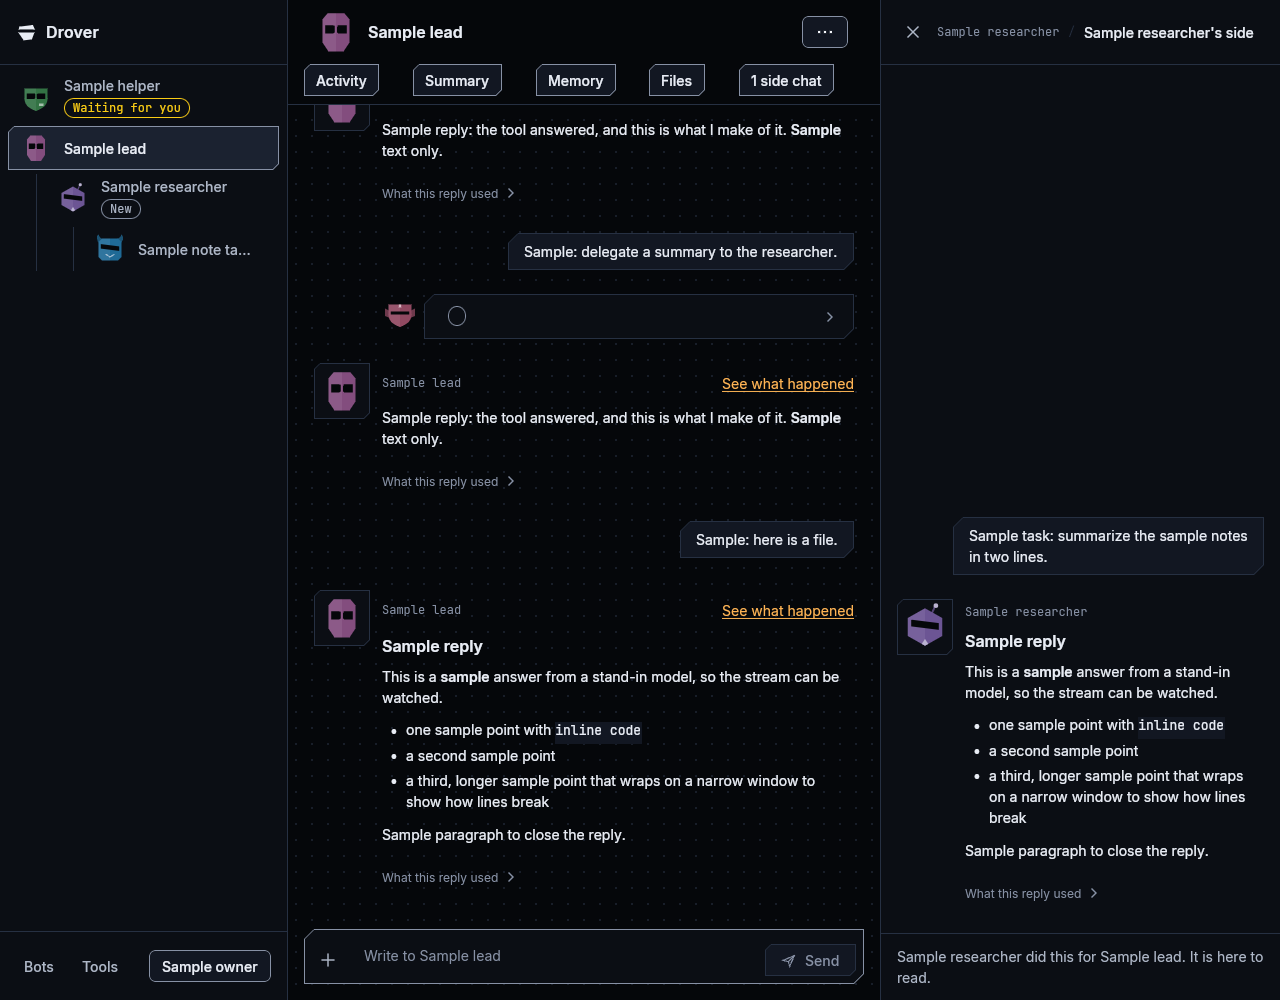 Drover
Sample helper
Waiting for you
Sample lead
Sample researcher
New
Sample note ta...
Bots
Tools
Sample owner
Sample lead
Activity
Summary
Memory
Files
1 side chat
Sample reply: the tool answered, and this is what I make of it. Sample
text only.
What this reply used
Sample: delegate a summary to the researcher.
Sample lead
See what happened
Sample reply: the tool answered, and this is what I make of it. Sample
text only.
What this reply used
Sample: here is a file.
Sample lead
See what happened
Sample reply
This is a sample answer from a stand-in model, so the stream can be
watched.
• one sample point with inline code
• a second sample point
• a third, longer sample point that wraps on a narrow window to
show how lines break
Sample paragraph to close the reply.
What this reply used
Write to Sample lead
Send
Sample researcher / Sample researcher's side
Sample task: summarize the sample notes
in two lines.
Sample researcher
Sample reply
This is a sample answer from a stand-in
model, so the stream can be watched.
• one sample point with inline code
• a second sample point
• a third, longer sample point that wraps
on a narrow window to show how lines
break
Sample paragraph to close the reply.
What this reply used
Sample researcher did this for Sample lead. It is here to
read.